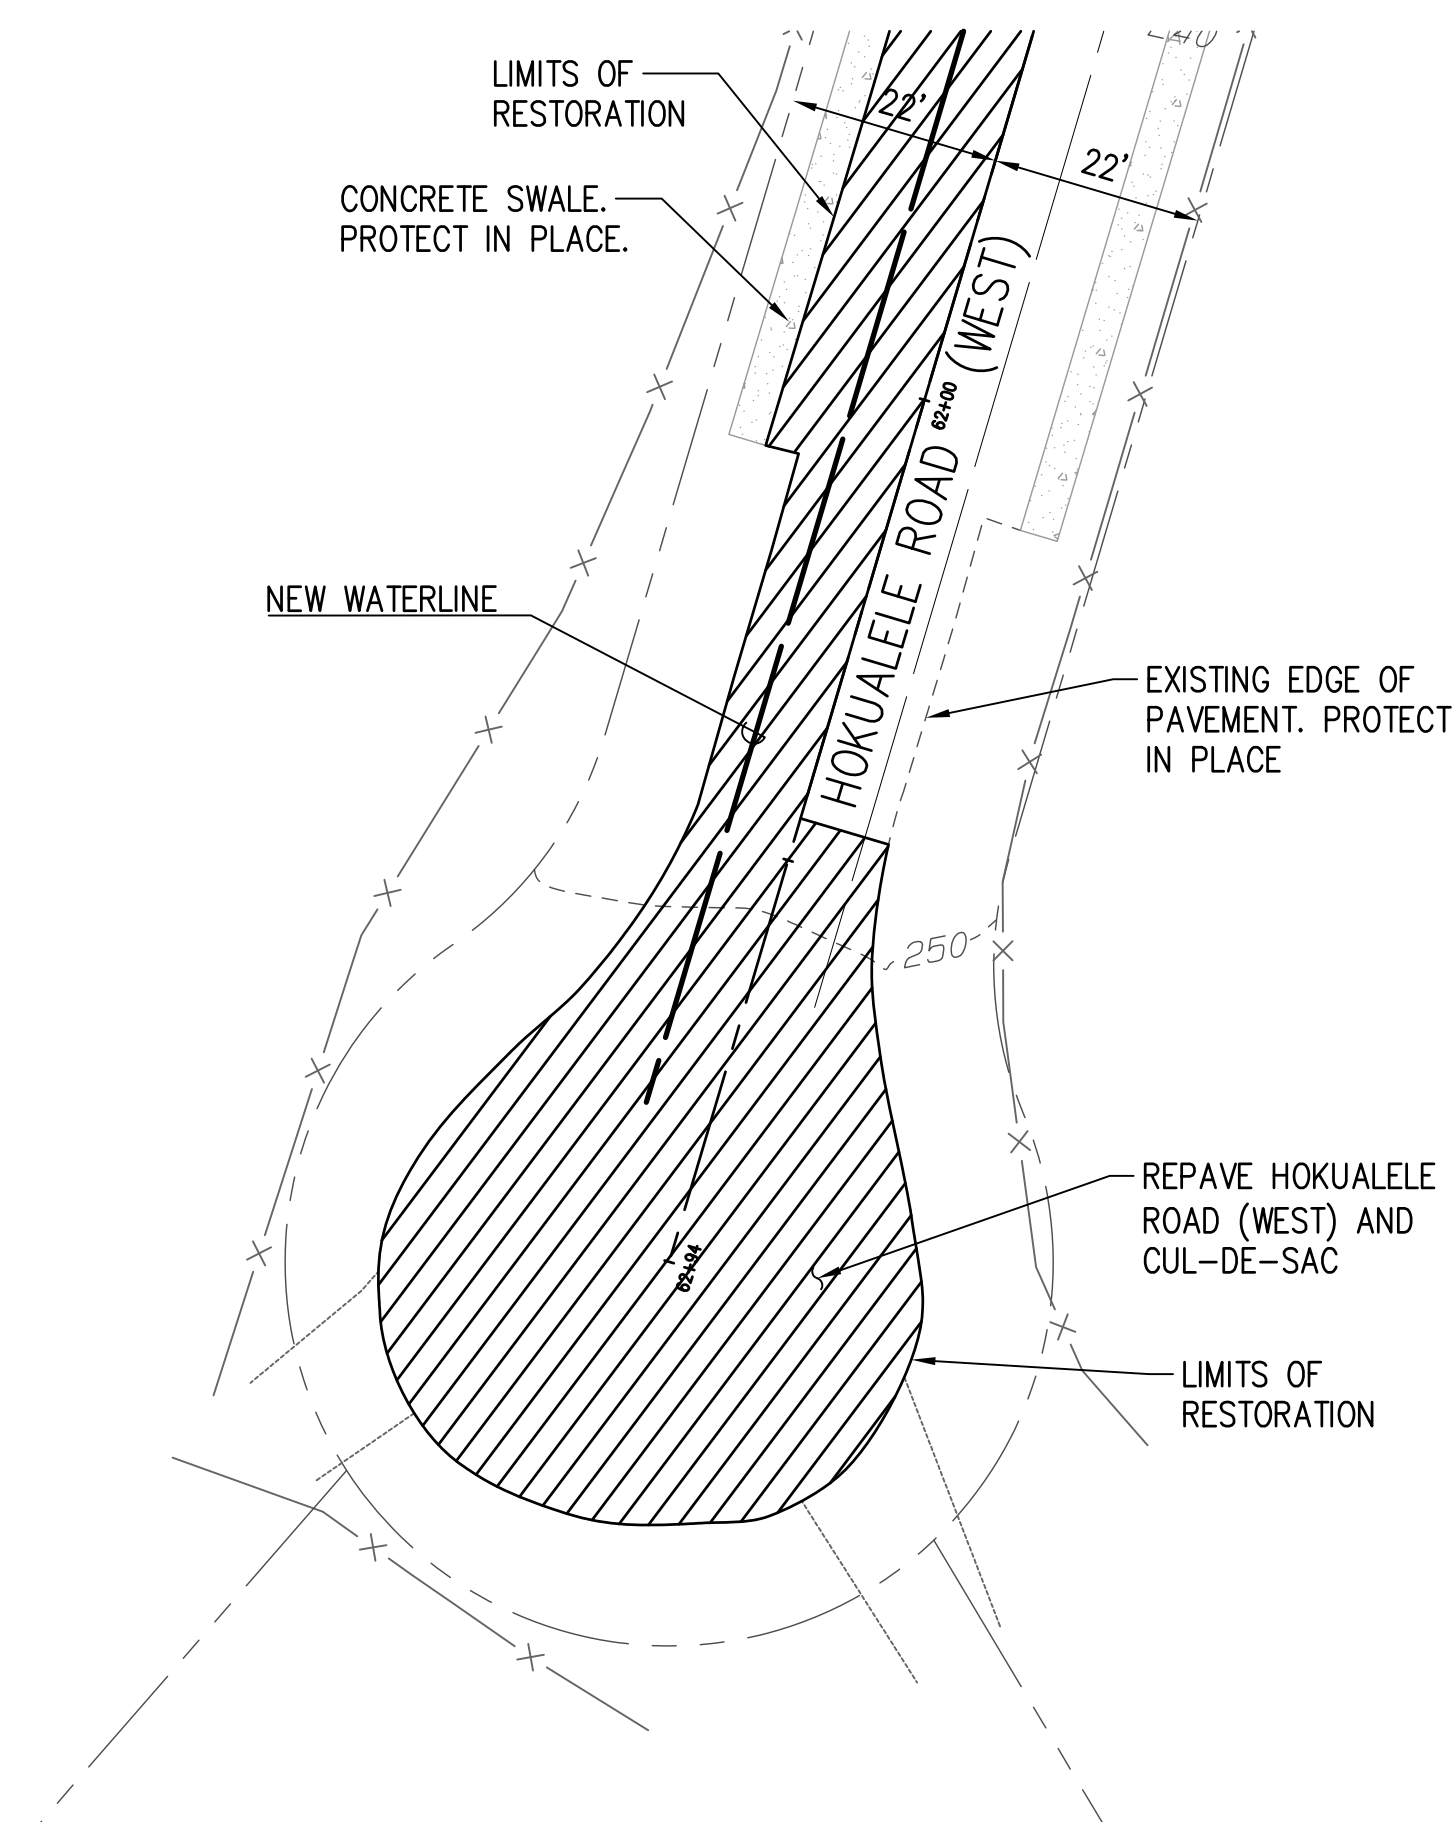 240
LIMITS OF
RESTORATION
22'
22'
CONCRETE SWALE.
PROTECT IN PLACE.
HOKUALELE ROAD (WEST)
62+00
NEW WATERLINE
EXISTING EDGE OF
PAVEMENT. PROTECT
IN PLACE
250
REPAVE HOKUALELE
ROAD (WEST) AND
CUL-DE-SAC
62+94
LIMITS OF
RESTORATION